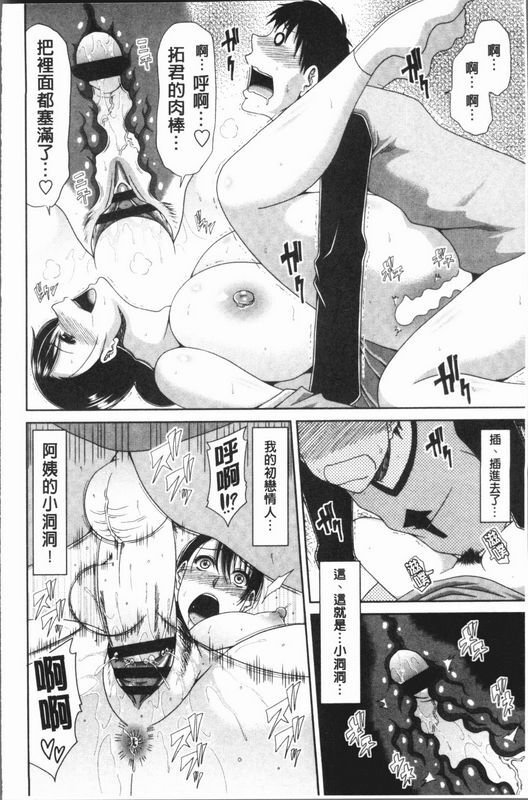 啊…
啊…
啊…
啊…
呼啊…♡
拓君的肉棒…
把裡面都塞滿了…♡
插、插進去了…
這、這就是…小洞洞…
我的初戀情人…
呼啊!!?
阿姨的小洞洞！
啊啊♡♡